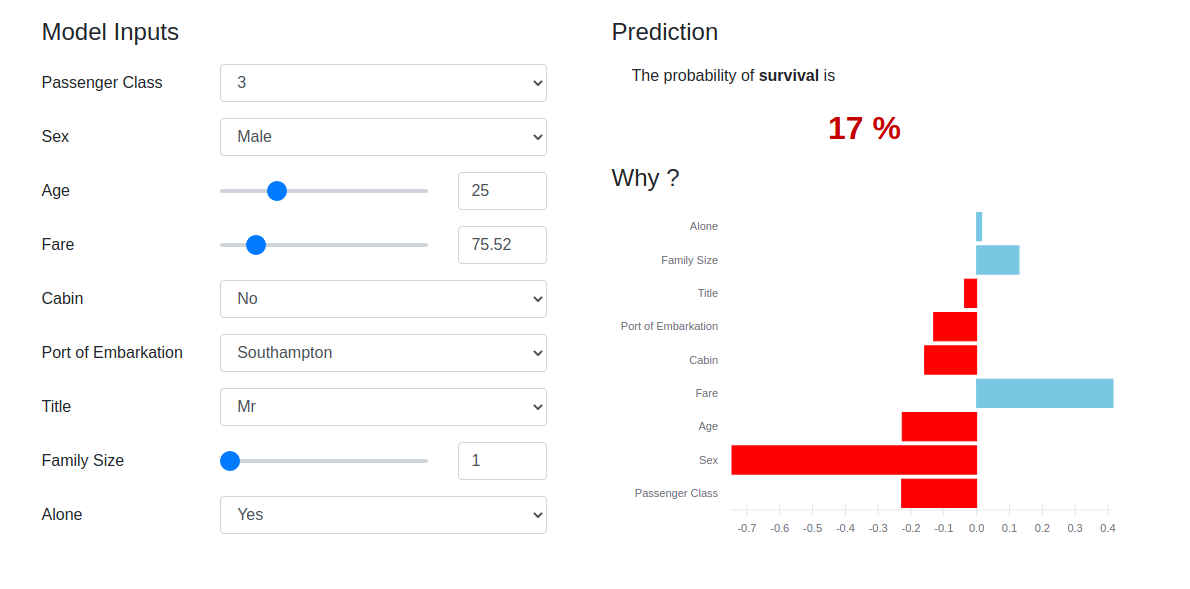 Model Inputs
Passenger Class 3
Sex Male
Age 25
Fare 75.52
Cabin No
Port of Embarkation Southampton
Title Mr
Family Size 1
Alone Yes
Prediction
The probability of survival is
17 %
Why ?
Alone
Family Size
Title
Port of Embarkation
Cabin
Fare
Age
Sex
Passenger Class
-0.7 -0.6 -0.5 -0.4 -0.3 -0.2 -0.1 0.0 0.1 0.2 0.3 0.4